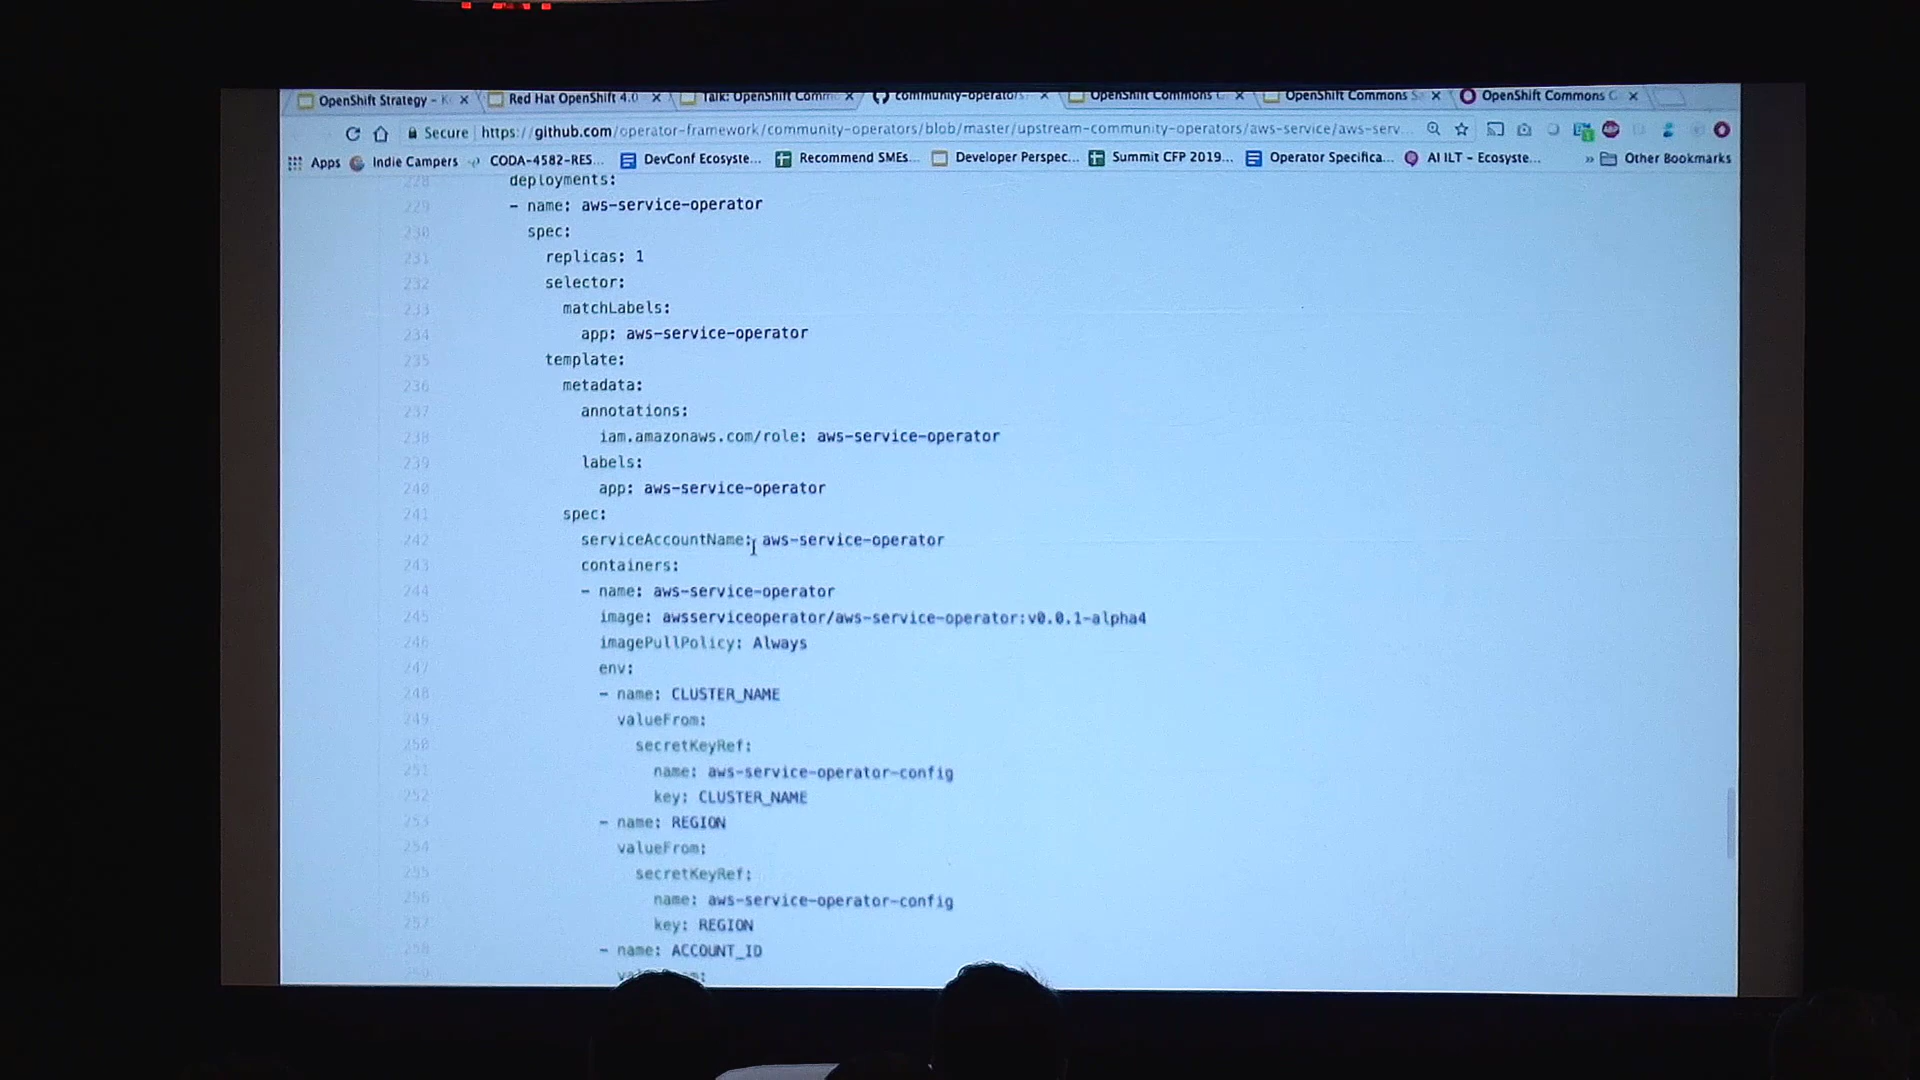 OpenShift Strategy - K
Red Hat OpenShift 4.0
Talk: OpenShift Comm
community-operators
OpenShift Commons
OpenShift Commons S
OpenShift Commons
Secure https://github.com/operator-framework/community-operators/blob/master/upstream-community-operators/aws-service/aws-serv...
Apps Indie Campers CODA-4582-RES... DevConf Ecosyste... Recommend SMEs... Developer Perspec... Summit CFP 2019... Operator Specifica... AI ILT - Ecosyste... » Other Bookmarks
228 deployments:
229 - name: aws-service-operator
230 spec:
231 replicas: 1
232 selector:
233 matchLabels:
234 app: aws-service-operator
235 template:
236 metadata:
237 annotations:
238 iam.amazonaws.com/role: aws-service-operator
239 labels:
240 app: aws-service-operator
241 spec:
242 serviceAccountName: aws-service-operator
243 containers:
244 - name: aws-service-operator
245 image: awsserviceoperator/aws-service-operator:v0.0.1-alpha4
246 imagePullPolicy: Always
247 env:
248 - name: CLUSTER_NAME
249 valueFrom:
250 secretKeyRef:
251 name: aws-service-operator-config
252 key: CLUSTER_NAME
253 - name: REGION
254 valueFrom:
255 secretKeyRef:
256 name: aws-service-operator-config
257 key: REGION
258 - name: ACCOUNT_ID